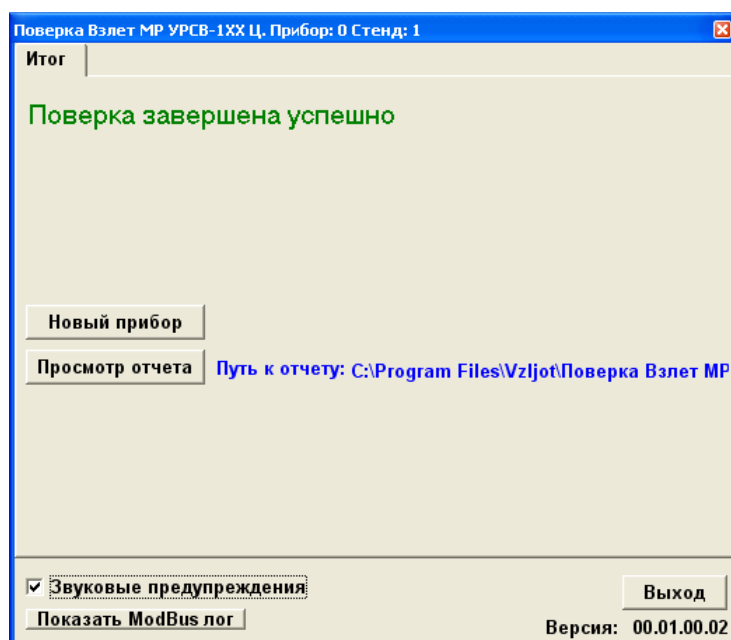 Поверка Взлет МР УРСВ-1ХХ Ц. Прибор: 0 Стенд: 1
Итог
Поверка завершена успешно
Новый прибор
Просмотр отчета Путь к отчету: C:\Program Files\Vzljot\Поверка Взлет МР
Звуковые предупреждения
Выход
Показать ModBus лог
Версия: 00.01.00.02